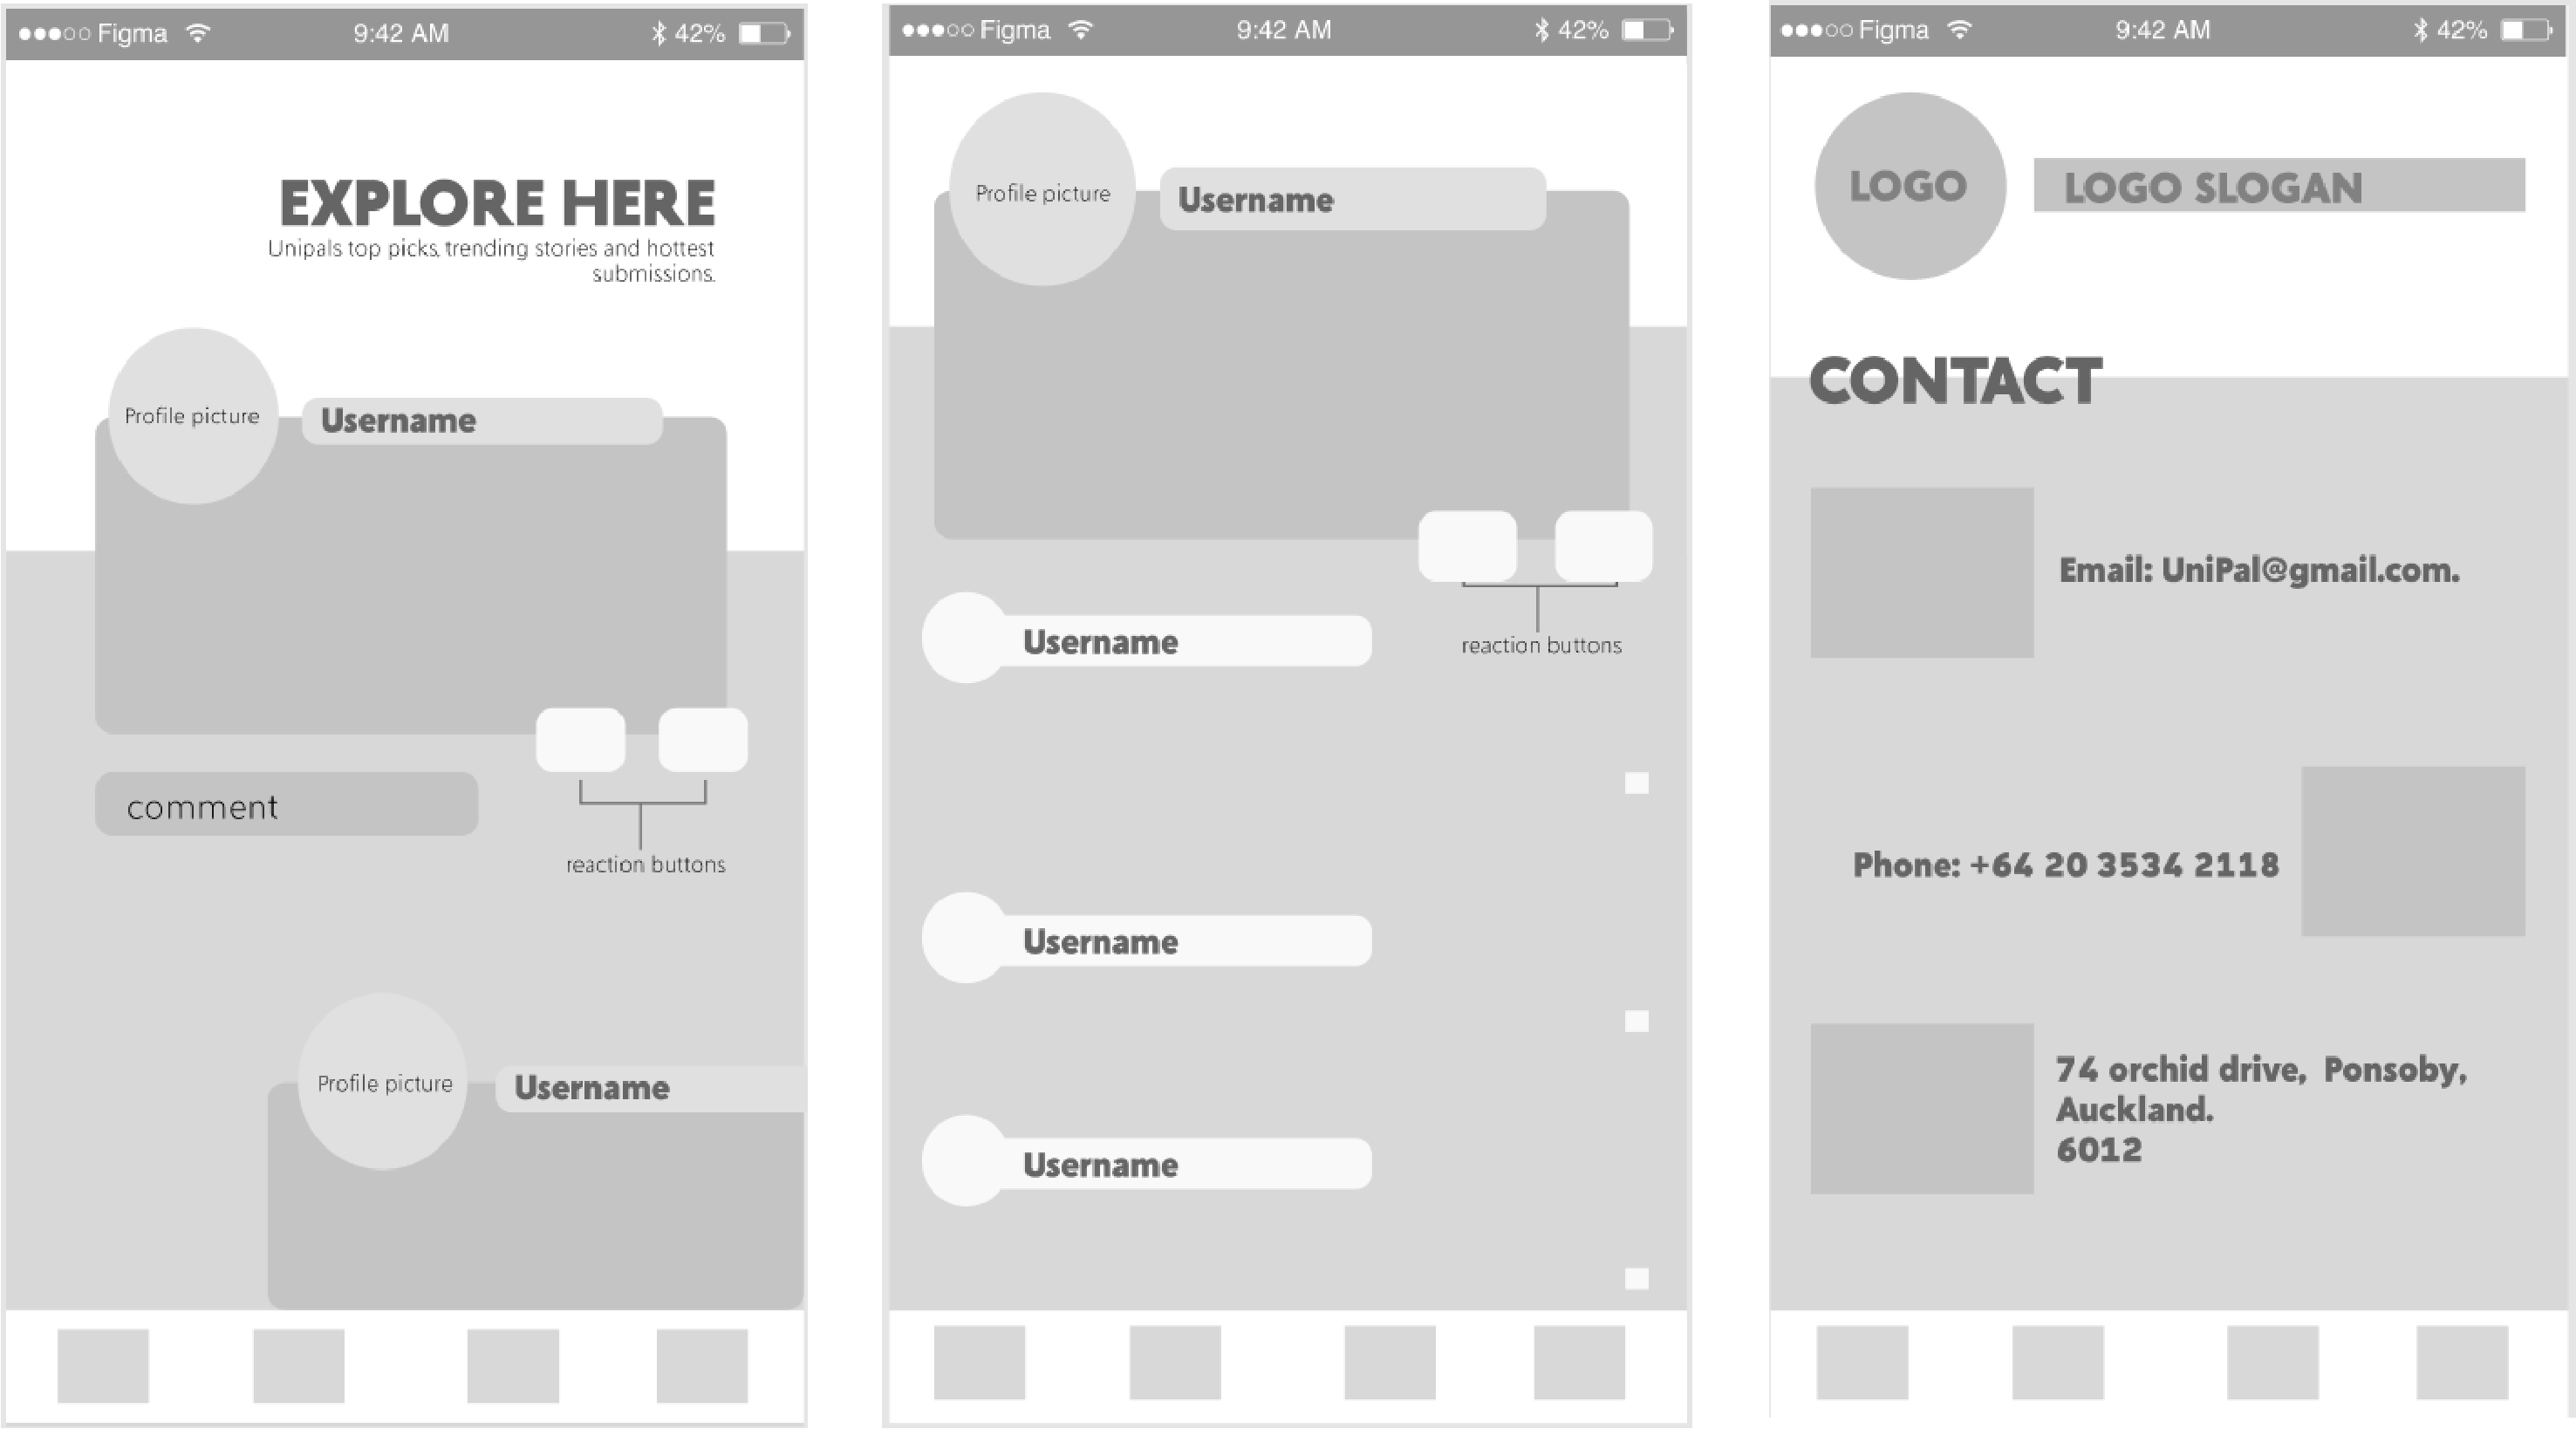 Figma 9:42 AM 42%
EXPLORE HERE
Unipals top picks, trending stories and hottest
submissions.
Profile picture
Username
comment
reaction buttons
Profile picture
Username
Figma 9:42 AM 42%
Profile picture
Username
reaction buttons
Username
Username
Username
Figma 9:42 AM 42%
LOGO
LOGO SLOGAN
CONTACT
Email: UniPal@gmail.com.
Phone: +64 20 3534 2118
74 orchid drive, Ponsoby,
Auckland.
6012